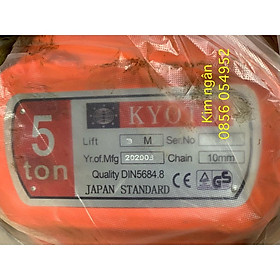 Kim ngân
0856 054952
5
ton
KYOT
Lift M Ser.No
Yr.of.Mfg 202003 Chain 10mm
Quality DIN5684.8 CE GS
JAPAN STANDARD